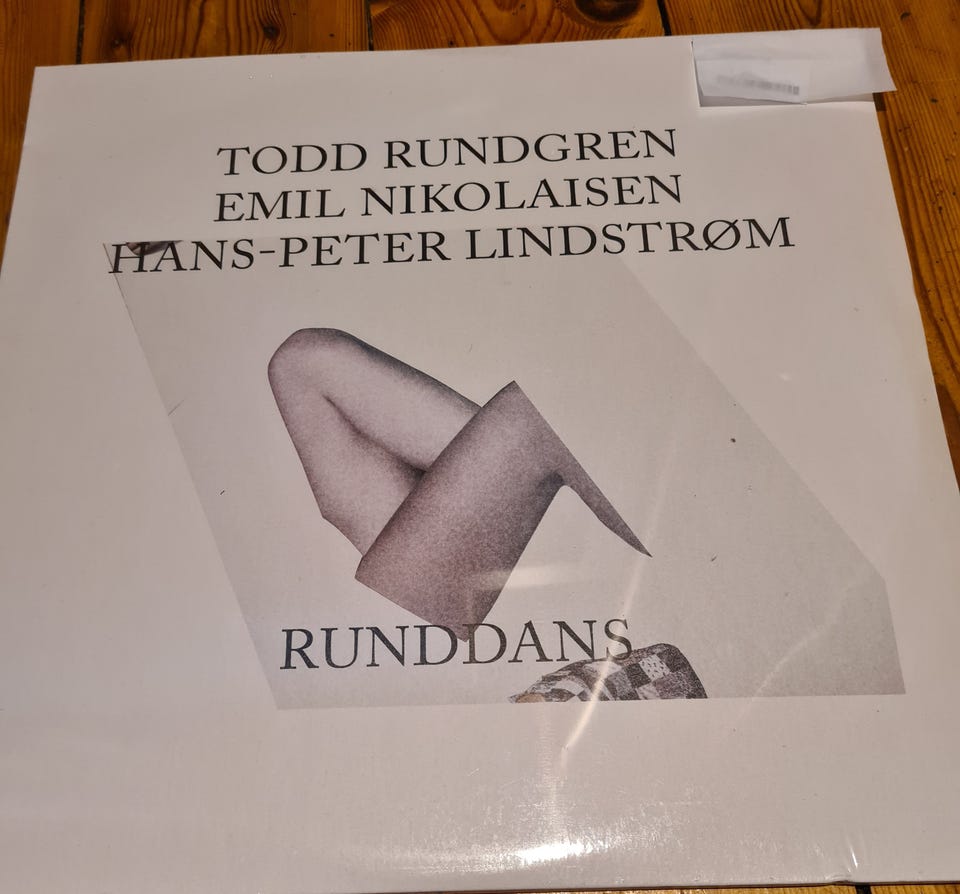 TODD RUNDGREN
EMIL NIKOLAISEN
HANS-PETER LINDSTRØM
RUNDDANS